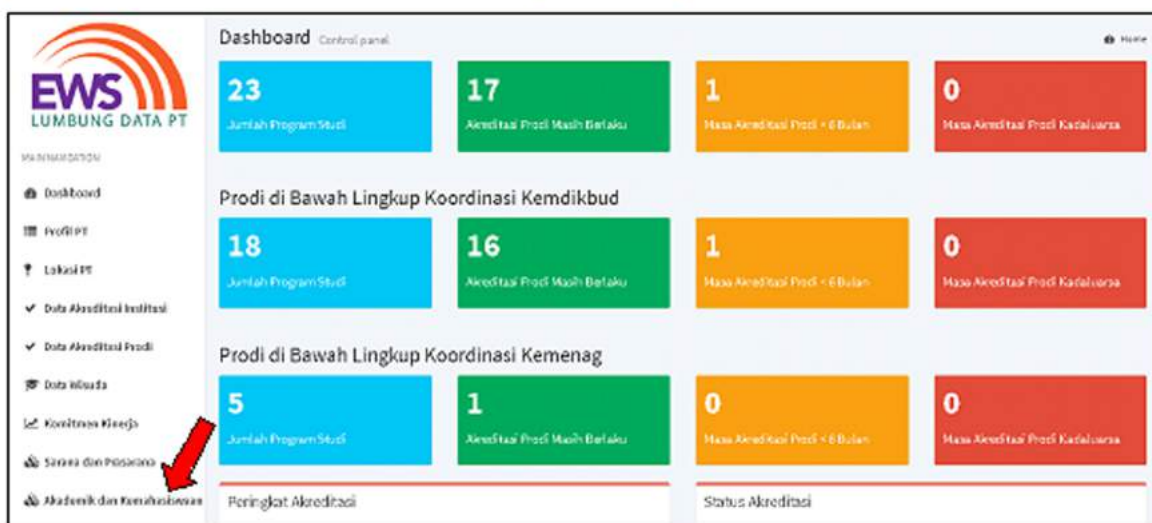 EWS
LUMBUNG DATA PT
MAIN NAVIGATION
Dashboard
Profil PT
Lokasi PT
Data Akreditasi Institusi
Data Akreditasi Prodi
Data Wisuda
Komitmen Kinerja
Sarana dan Prasarana
Akademik dan Kemahasiswaan
Dashboard Control panel
Home
23
Jumlah Program Studi
17
Akreditasi Prodi Masih Berlaku
1
Masa Akreditasi Prodi < 6 Bulan
0
Masa Akreditasi Prodi Kadaluarsa
Prodi di Bawah Lingkup Koordinasi Kemdikbud
18
Jumlah Program Studi
16
Akreditasi Prodi Masih Berlaku
1
Masa Akreditasi Prodi < 6 Bulan
0
Masa Akreditasi Prodi Kadaluarsa
Prodi di Bawah Lingkup Koordinasi Kemenag
5
Jumlah Program Studi
1
Akreditasi Prodi Masih Berlaku
0
Masa Akreditasi Prodi < 6 Bulan
0
Masa Akreditasi Prodi Kadaluarsa
Peringkat Akreditasi
Status Akreditasi